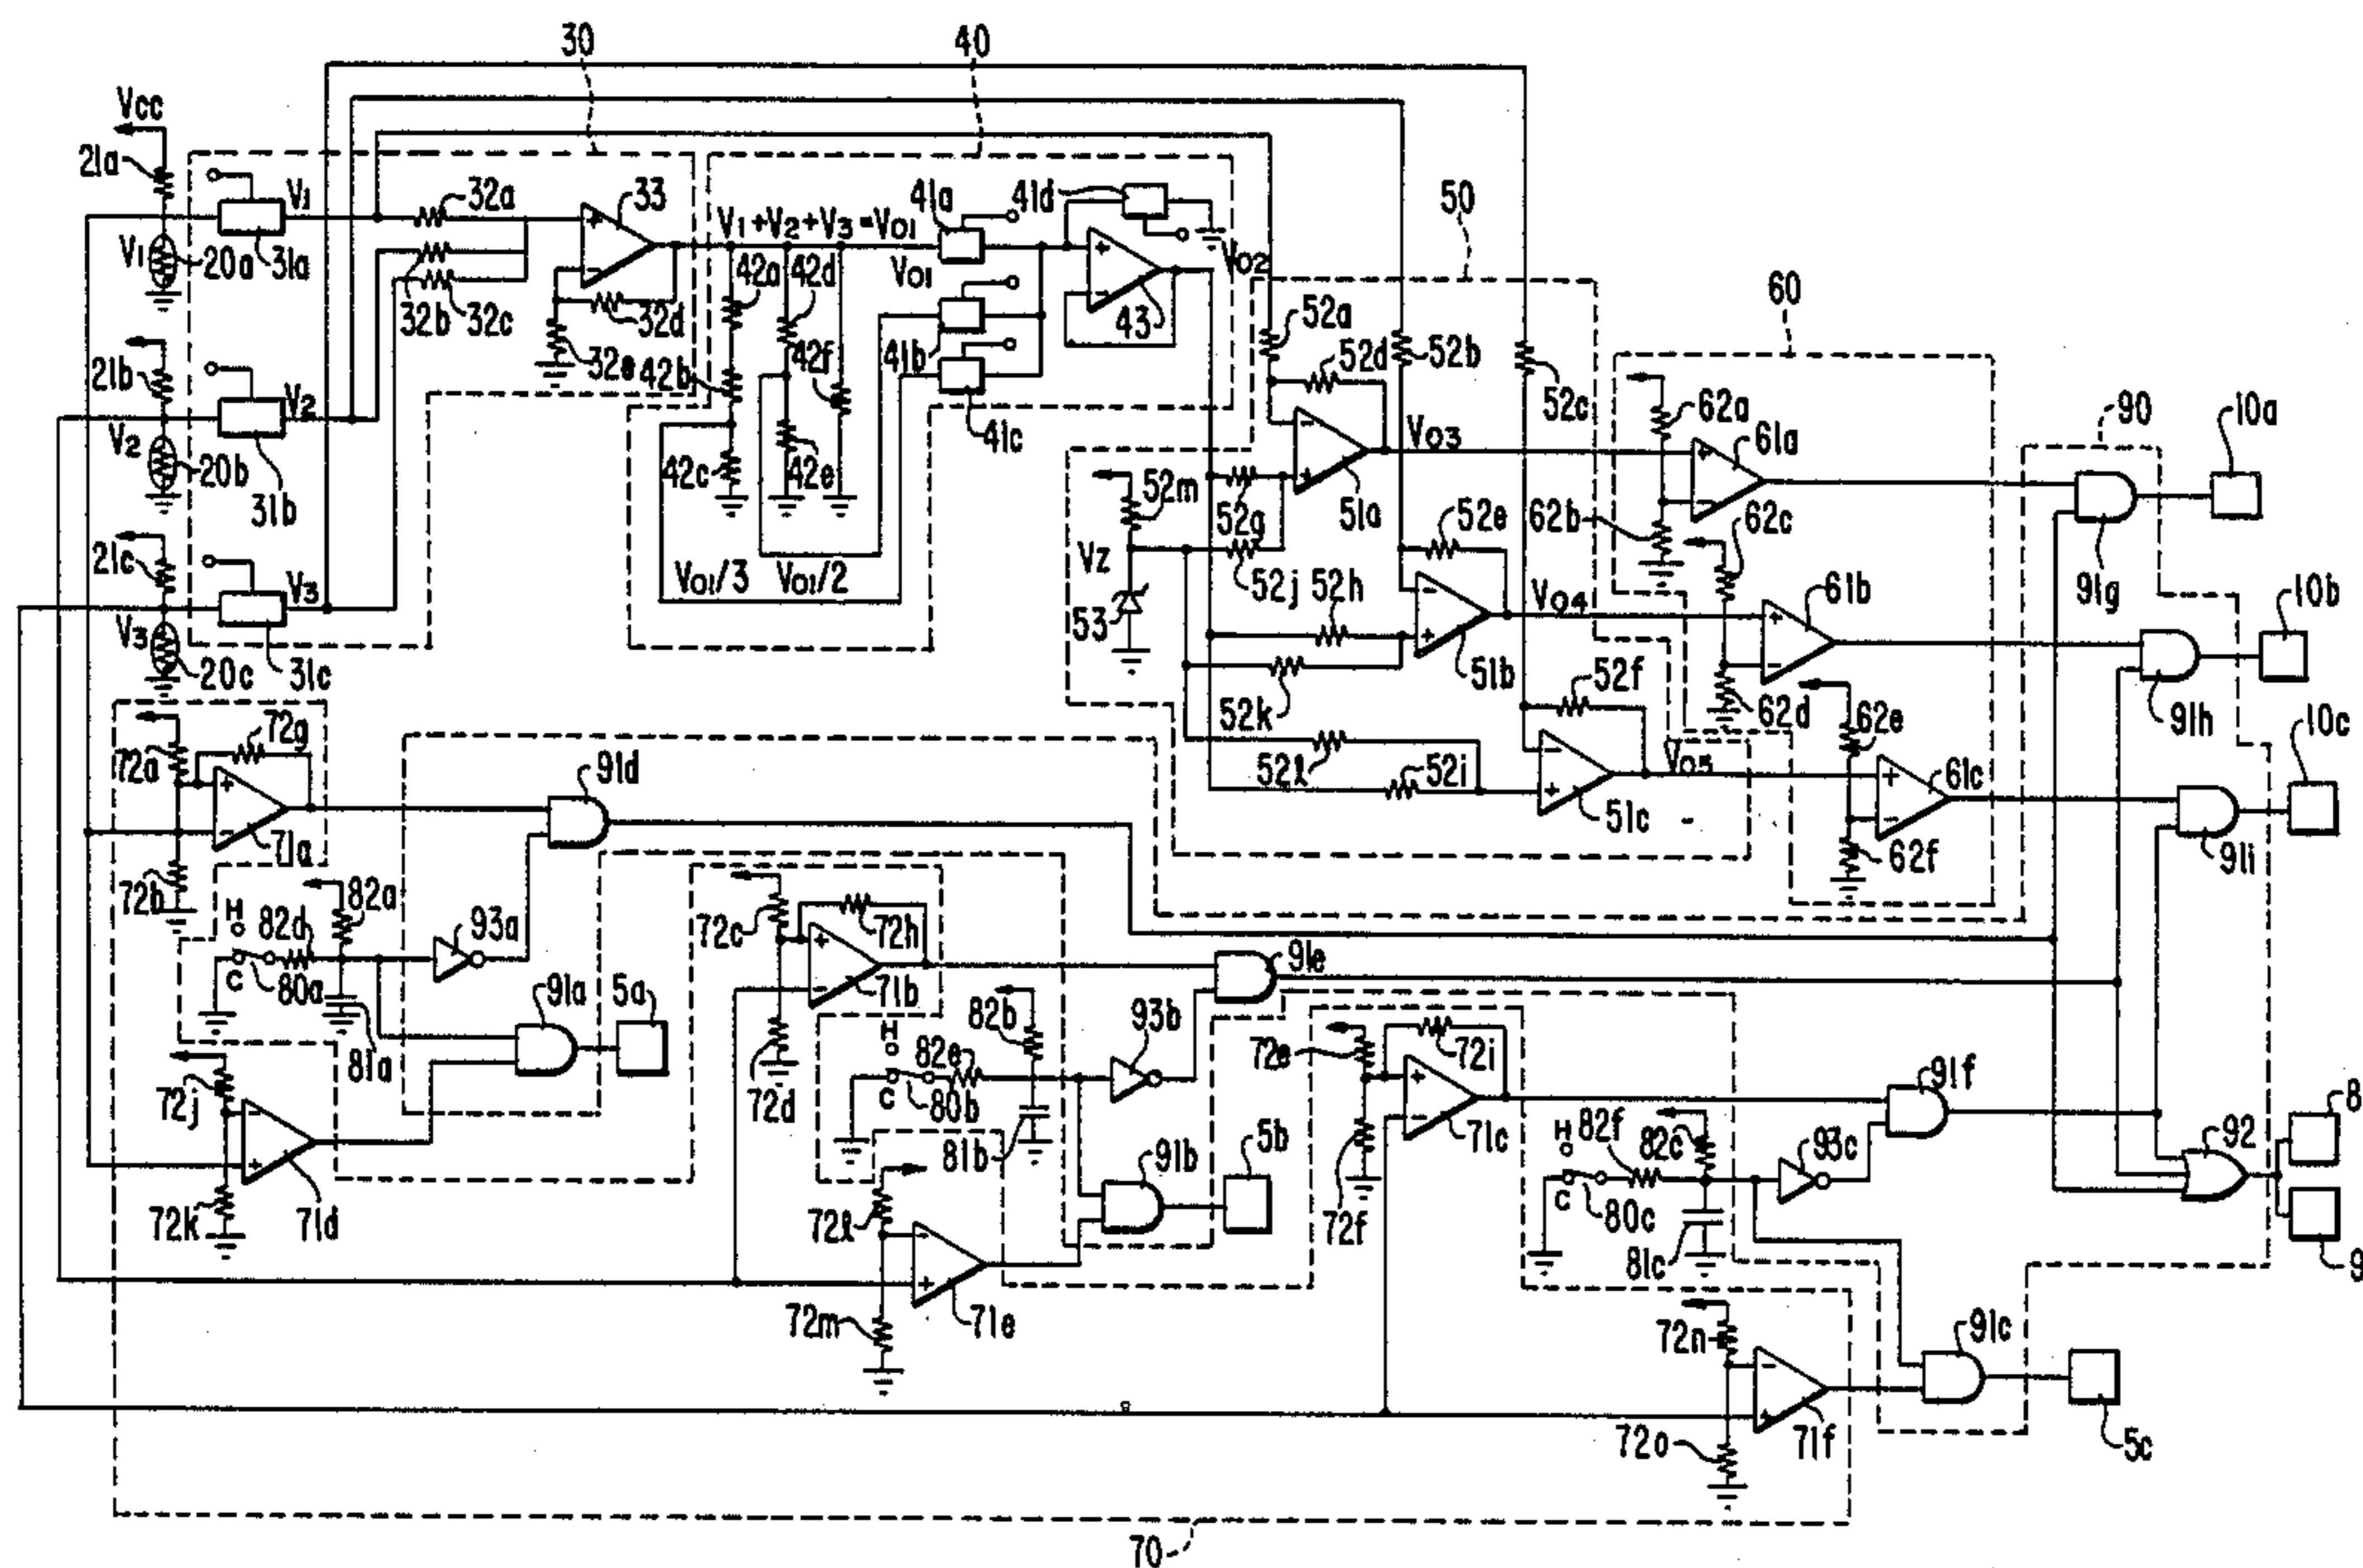 30
40
Vcc
21a
V1
32a
33
V1+V2+V3=V01
41a
41d
50
V1
20a
31a
32b
32c
32d
32e
42a
42d
V01
V02
43
60
21b
V2
42b
42f
41b
52a
52d
52b
52c
V2
20b
31b
42c
42e
41c
62a
90
10a
V03
61a
52m
52g
51a
52e
62b
62c
91g
21c
V3
V01/3
V01/2
Vz
52j
52h
V04
61b
10b
V3
20c
31c
53
52k
51b
52f
62d
62e
91h
10c
72a
72g
91d
52l
52i
V05
61c
71a
51c
91i
72b
82a
62f
H
82d
93a
72c
72h
91e
C
80a
91a
5a
71b
82b
93b
81a
72d
H
82e
72e
72i
91f
72j
C
80b
71c
8
82f
82c
93c
92
H
81b
91b
5b
72k
71d
72l
72f
C
80c
81c
9
72m
71e
72n
91c
72o
71f
5c
70